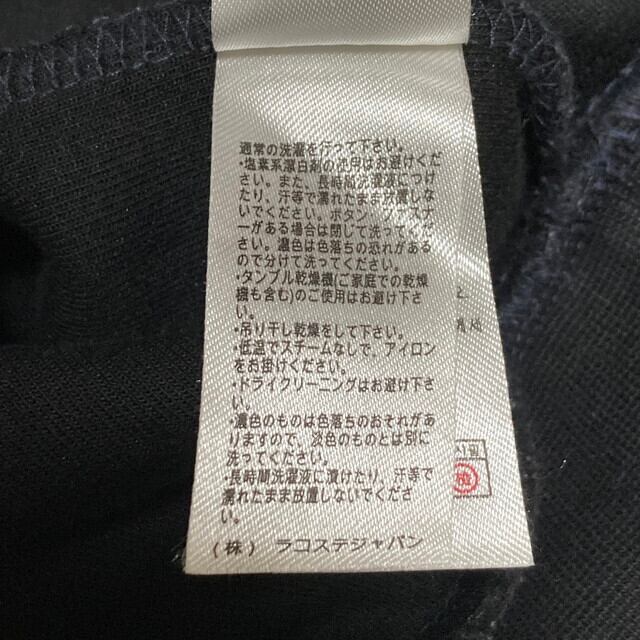 通常の洗濯を行って下さい。
・塩素系漂白剤の使用はお避けくだ
さい。また、長時間洗濯液につけ
たり、汗等で濡れたまま放置しな
いでください。ボタン、ファスナ
ーがある場合は閉じて洗ってくだ
さい。濃色は色落ちの恐れがある
ので分けて洗ってください。
・タンブル乾燥機(ご家庭での乾燥
機も含む)のご使用はお避け下さ
い。
・吊り干し乾燥をして下さい。
・低温でスチームなしで、アイロン
をお掛けください。
・ドライクリーニングはお避け下さ
い。
・濃色のものは色落ちのおそれがあ
りますので、淡色のものとは別に
洗ってください。
・長時間洗濯液に漬けたり、汗等で
濡れたまま放置しないでくださ
い。
(株) ラコステジャパン